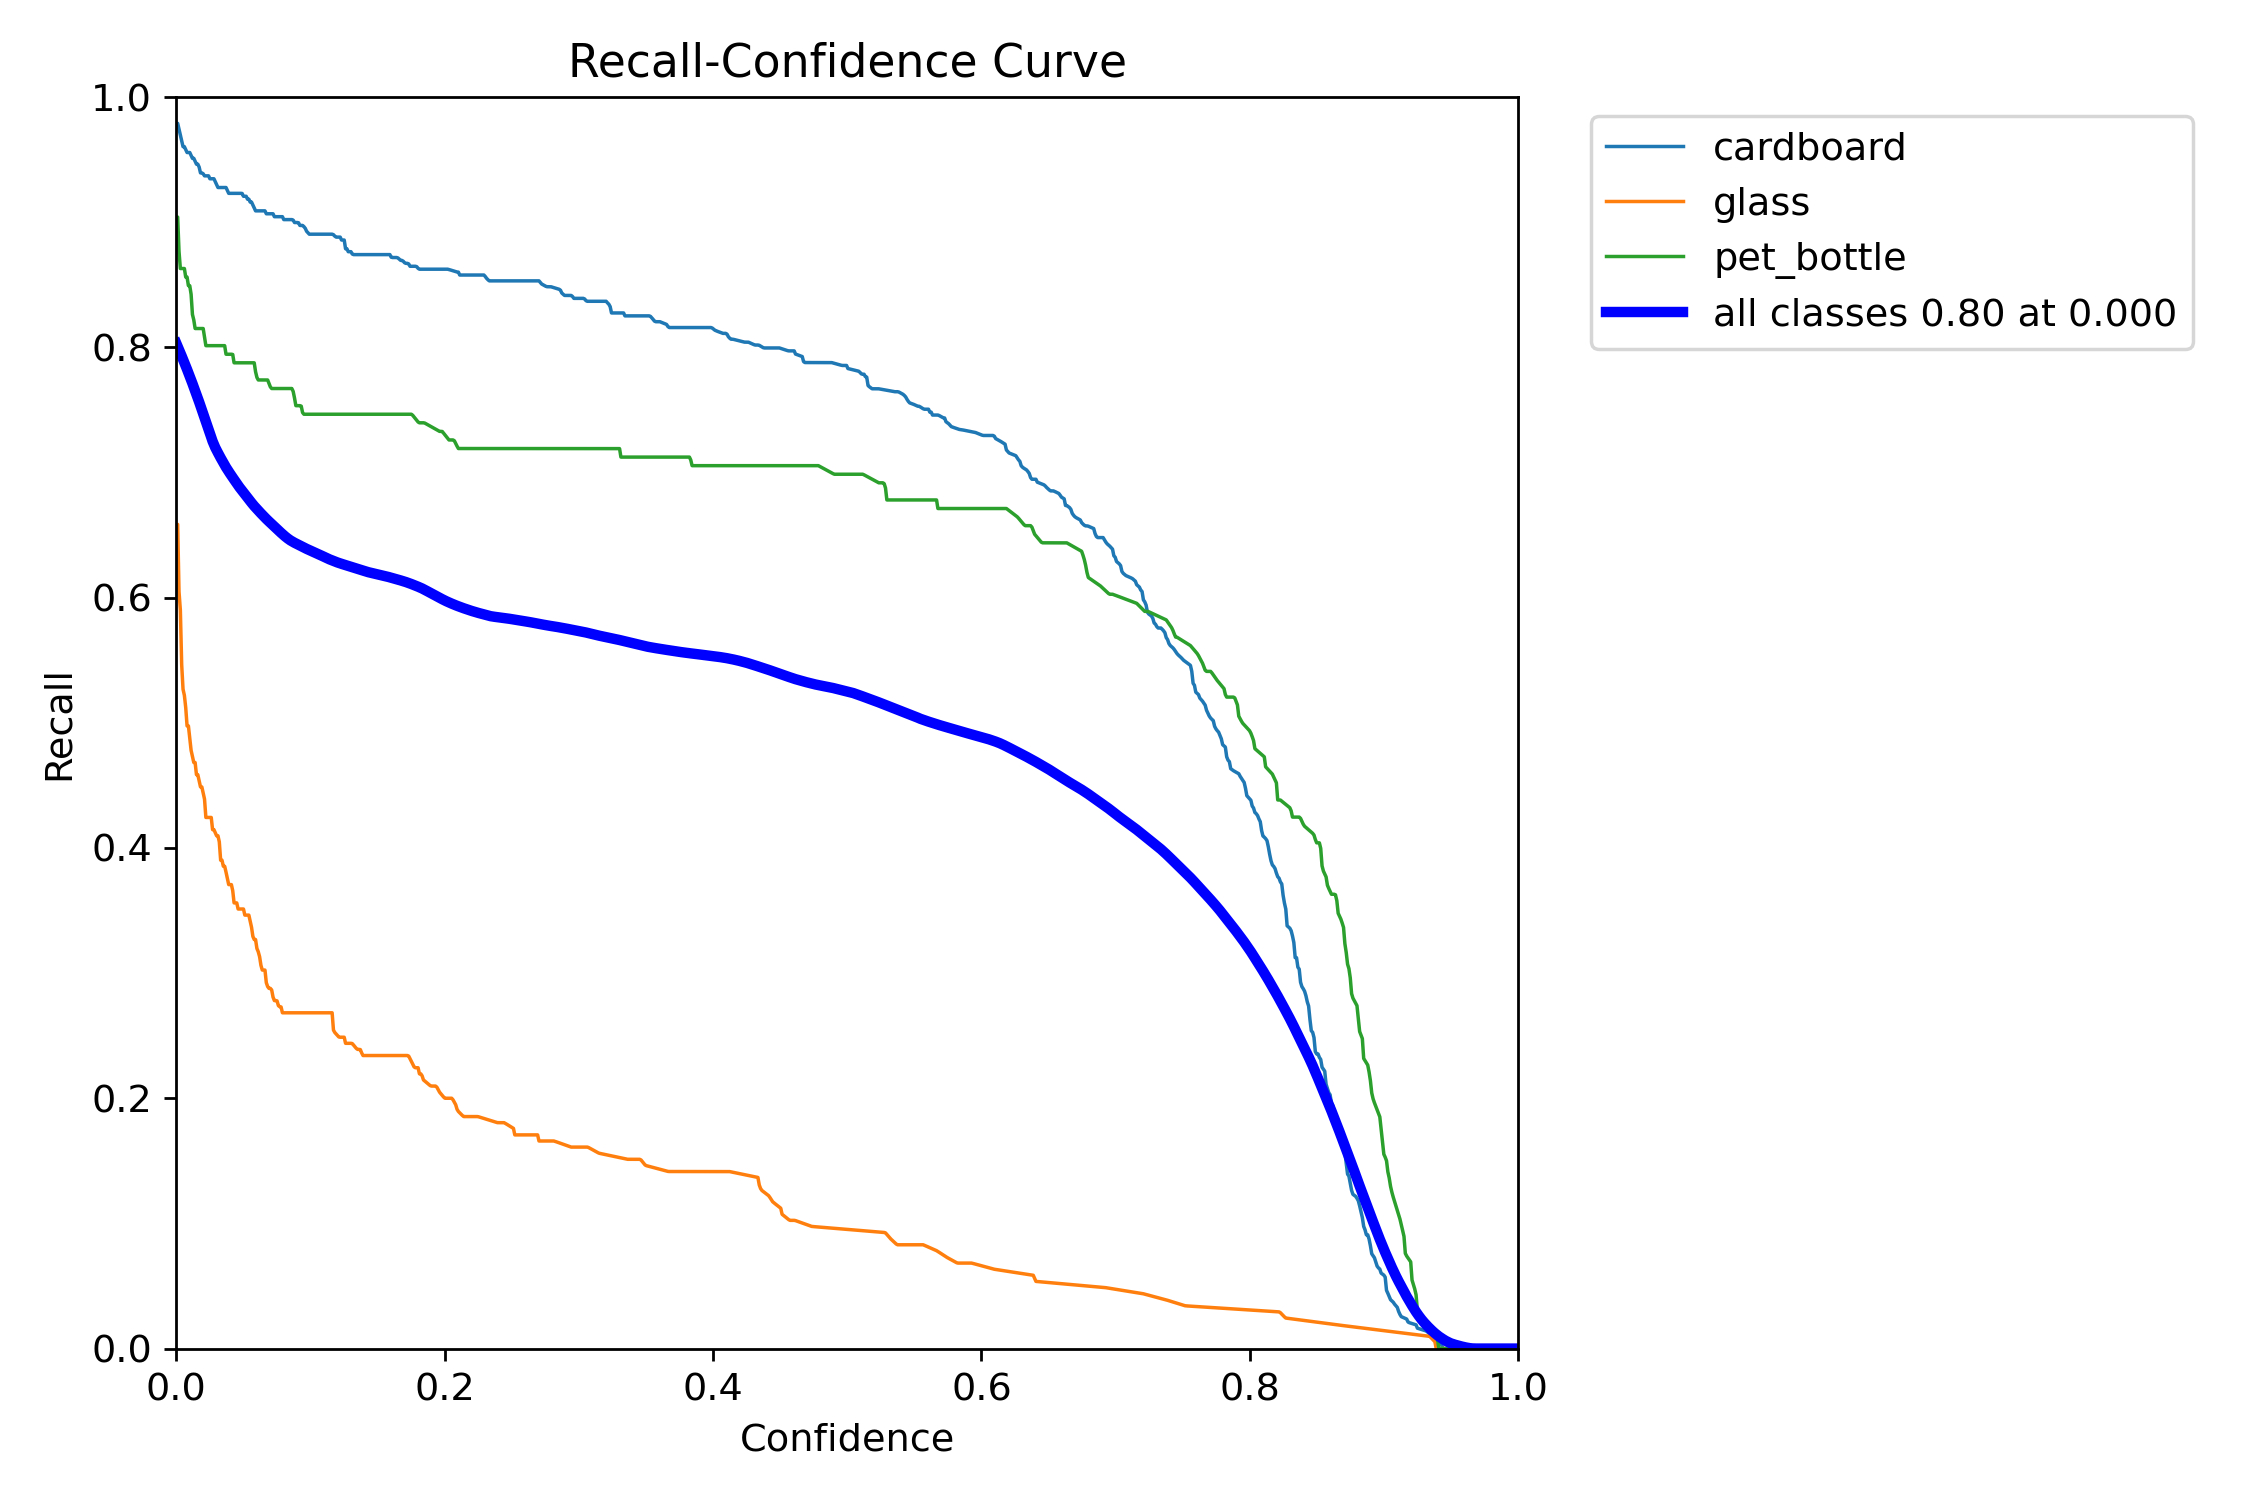 Recall-Confidence Curve
1.0
0.8
0.6
0.4
0.2
0.0
Recall
0.0 0.2 0.4 0.6 0.8 1.0
Confidence
cardboard
glass
pet_bottle
all classes 0.80 at 0.000